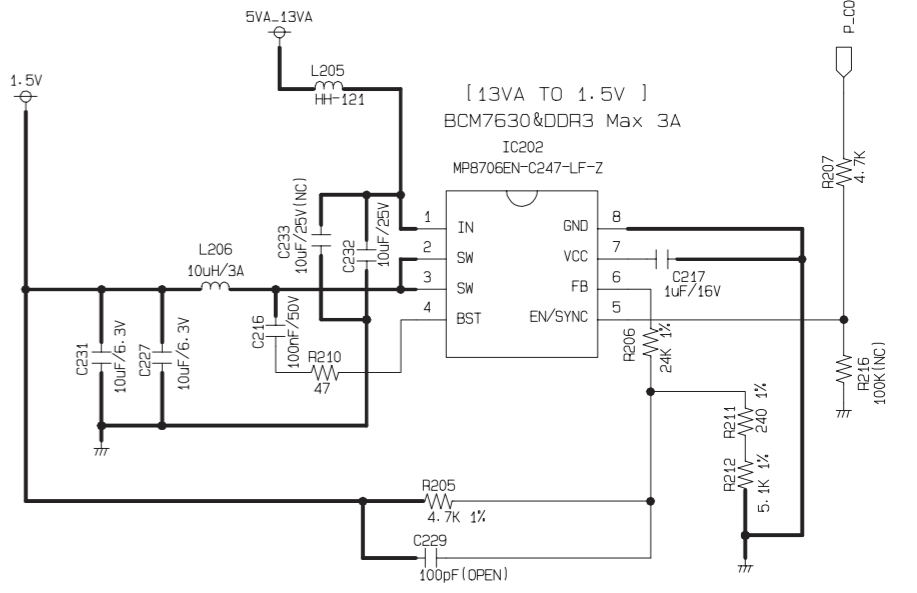 P_CO
5VA_13VA
L205
HH-121
1.5V
[13VA TO 1.5V ]
BCM7630&DDR3 Max 3A
IC202
MP8706EN-C247-LF-Z
R207
4.7K
C233
10uF/25V(NC)
C232
10uF/25V
1
IN
GND
8
2
SW
VCC
7
C217
1uF/16V
3
SW
FB
6
4
BST
EN/SYNC
5
L206
10uH/3A
C216
100nF/50V
R210
47
C231
10uF/6.3V
C227
10uF/6.3V
R206
24K 1%
R216
100K(NC)
R211
240 1%
R212
5.1K 1%
R205
4.7K 1%
C229
100pF(OPEN)